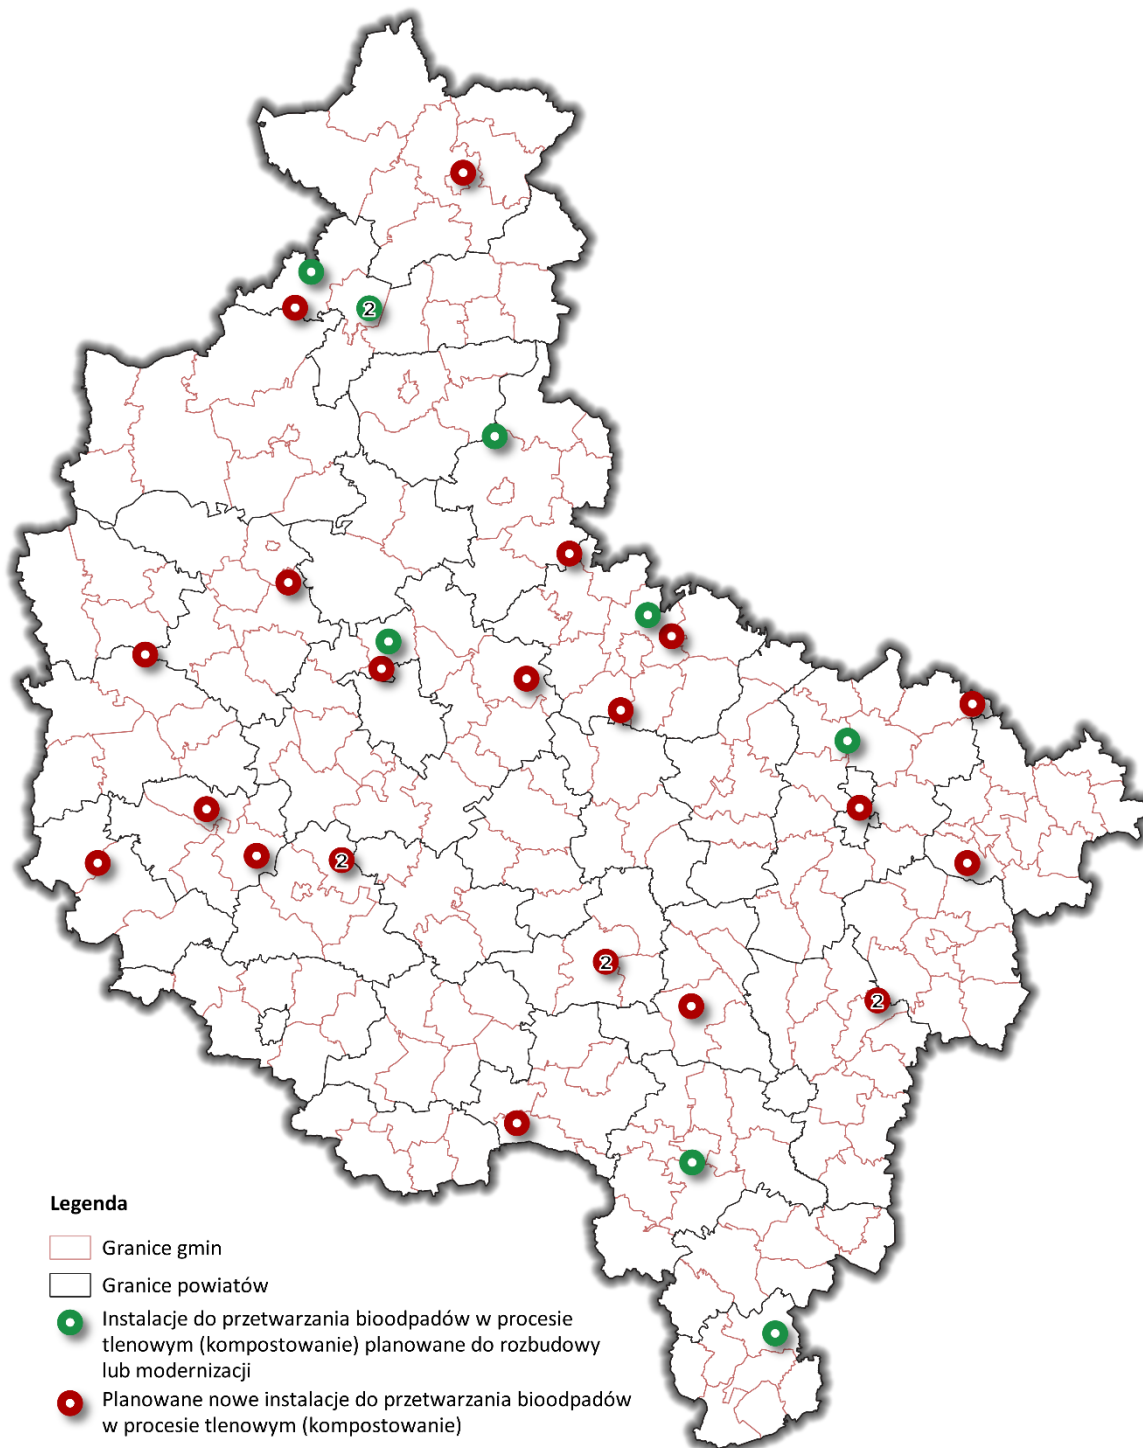 2
2
2
2
Legenda
Granice gmin
Granice powiatów
Instalacje do przetwarzania bioodpadów w procesie
tlenowym (kompostowanie) planowane do rozbudowy
lub modernizacji
Planowane nowe instalacje do przetwarzania bioodpadów
w procesie tlenowym (kompostowanie)